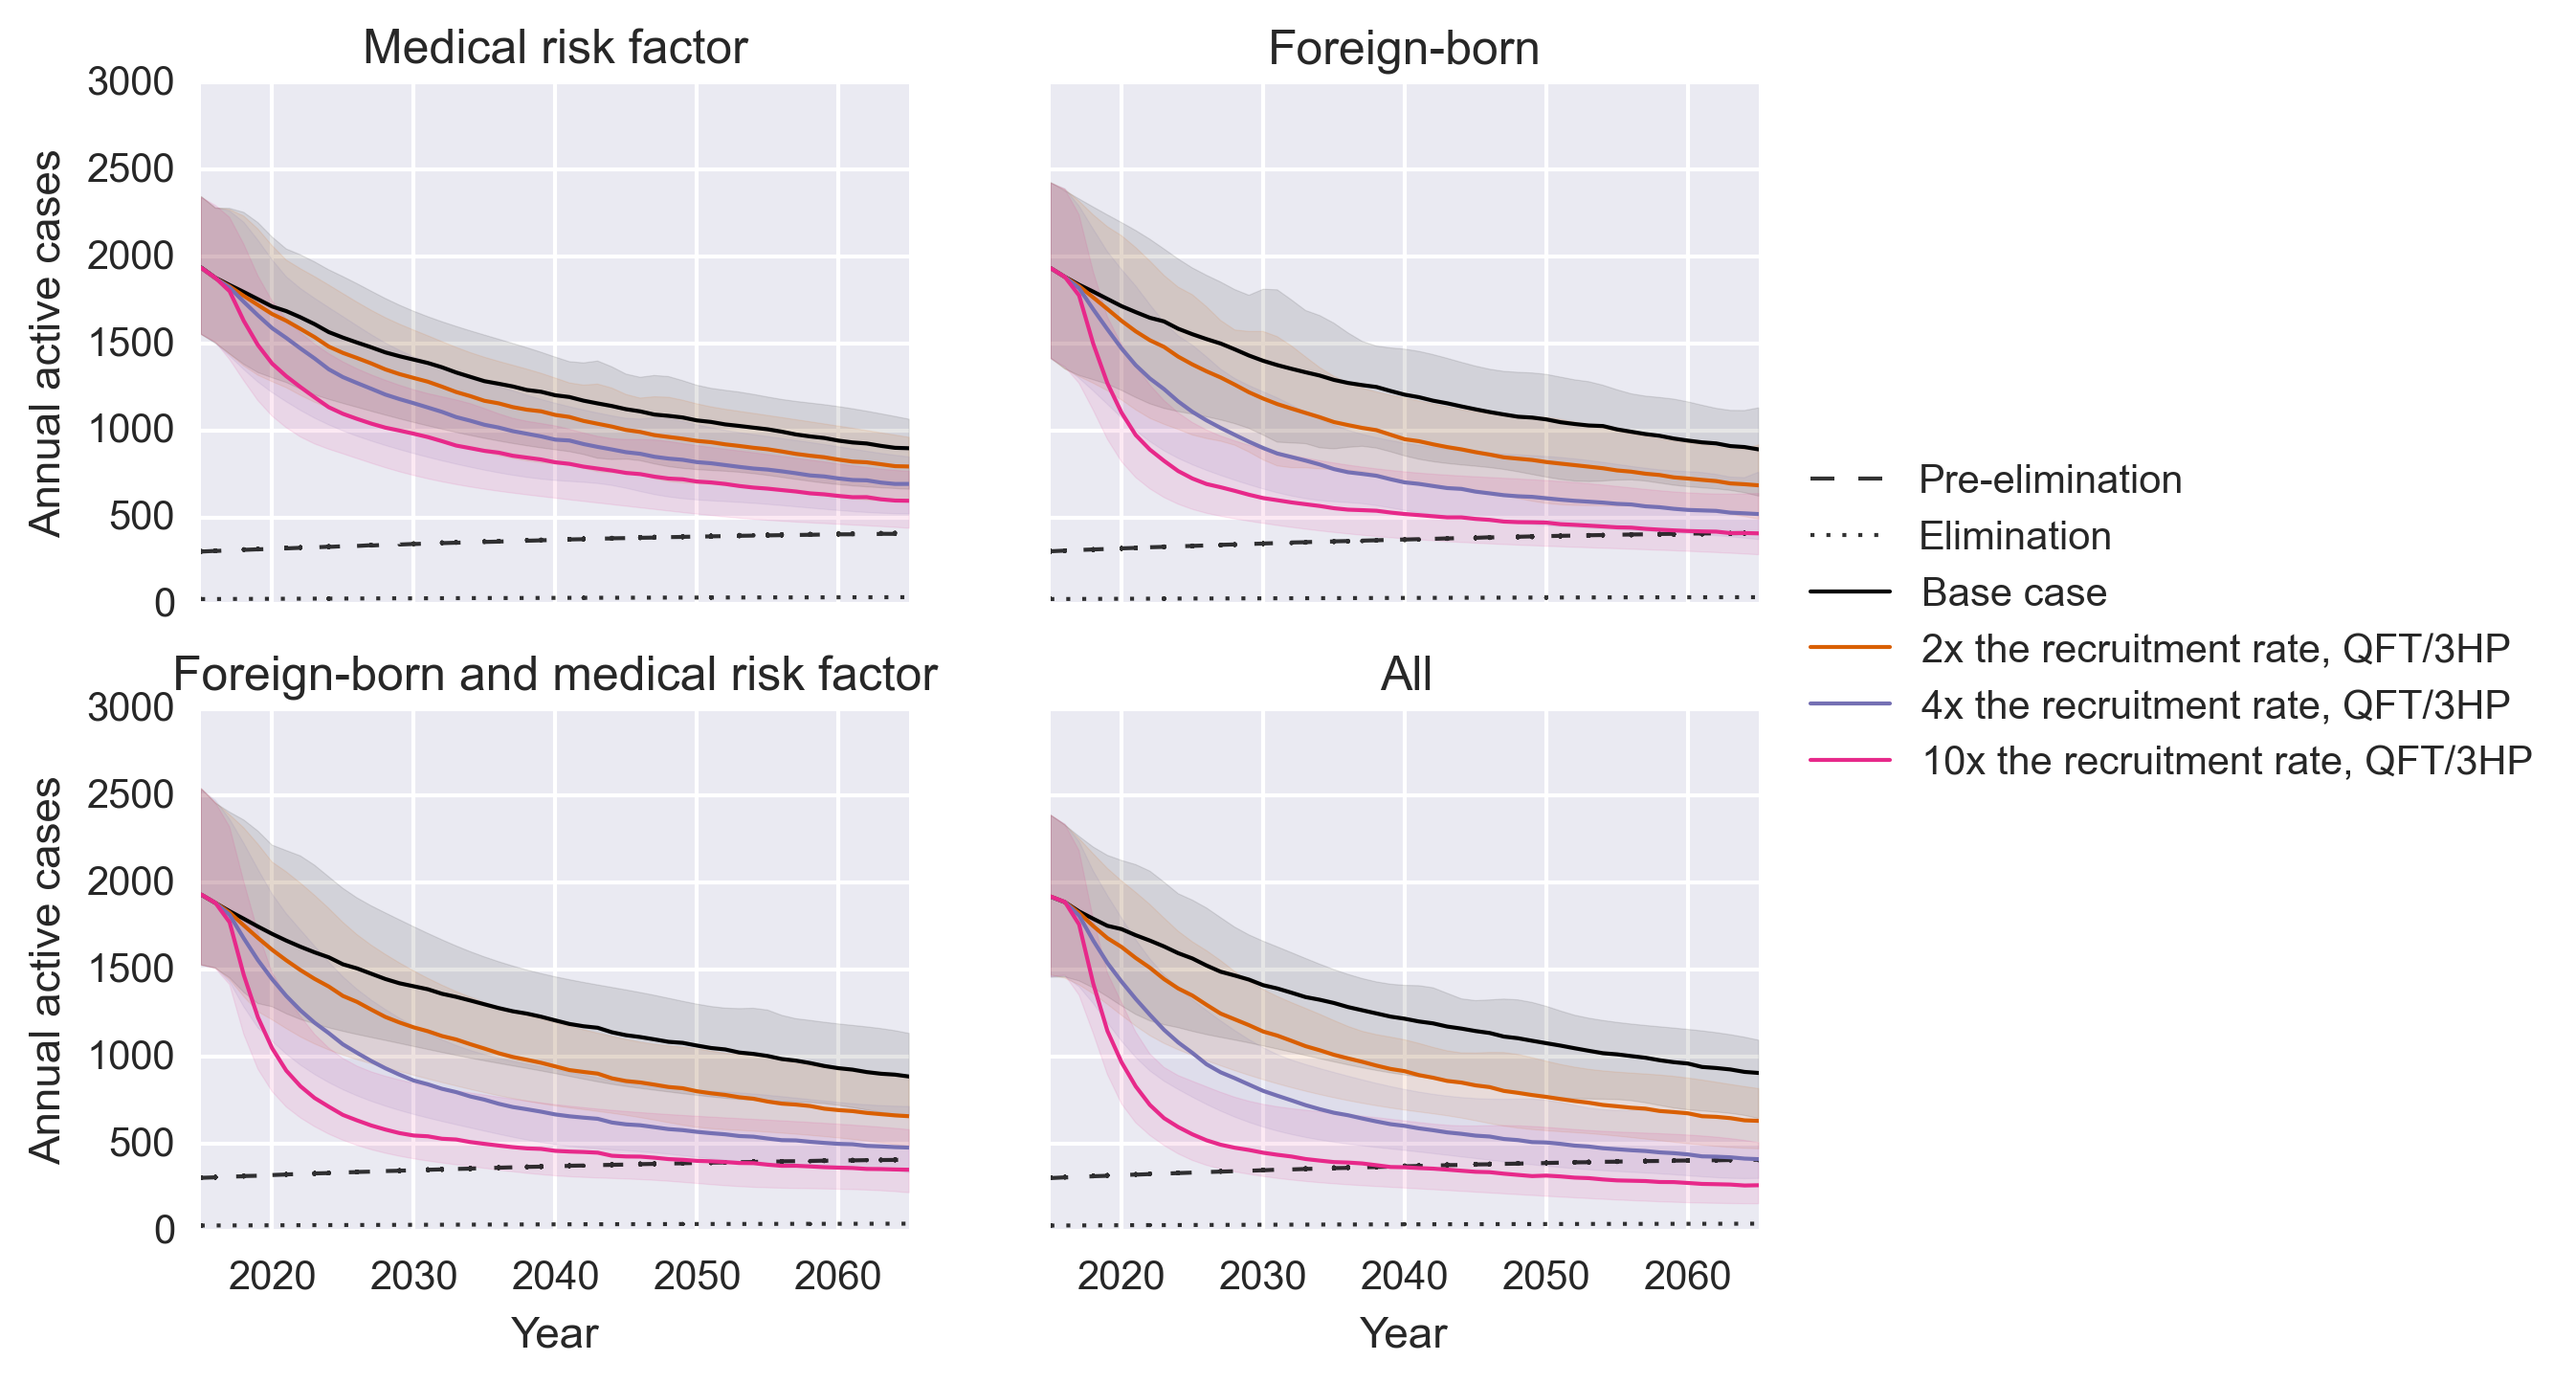 Medical risk factor
Foreign-born
3000
2500
2000
1500
1000
500
0
Annual active cases
Foreign-born and medical risk factor
All
3000
2500
2000
1500
1000
500
0
Annual active cases
2020 2030 2040 2050 2060
Year
2020 2030 2040 2050 2060
Year
Pre-elimination
Elimination
Base case
2x the recruitment rate, QFT/3HP
4x the recruitment rate, QFT/3HP
10x the recruitment rate, QFT/3HP